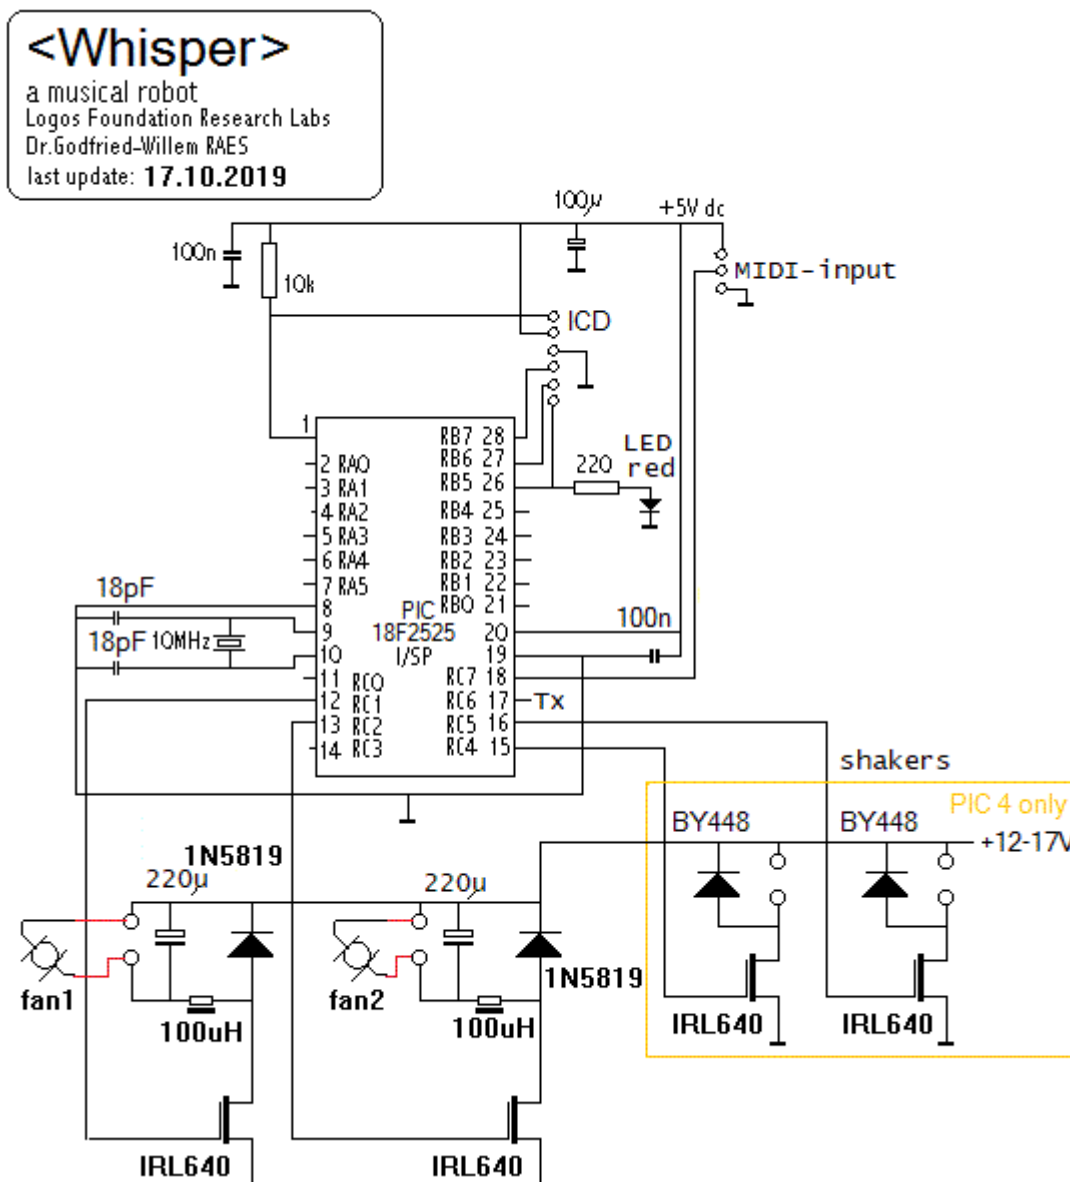 <Whisper>
a musical robot
Logos Foundation Research Labs
Dr.Godfried-Willem RAES
last update: 17.10.2019
100µ
+5V dc
100n
10k
MIDI-input
ICD
1
RB7 28
2 RA0
RB6 27
3 RA1
RB5 26
4 RA2
RB4 25
5 RA3
RB3 24
6 RA4
RB2 23
7 RA5
RB1 22
8
RB0 21
9
20
10
19
11 RC0
RC7 18
12 RC1
RC6 17
13 RC2
RC5 16
14 RC3
RC4 15
PIC
18F2525
I/SP
LED
red
220
18pF
18pF
10MHz
100n
Tx
shakers
PIC 4 only
BY448
BY448
+12-17V
1N5819
220µ
220µ
1N5819
fan1
fan2
100uH
100uH
IRL640
IRL640
IRL640
IRL640